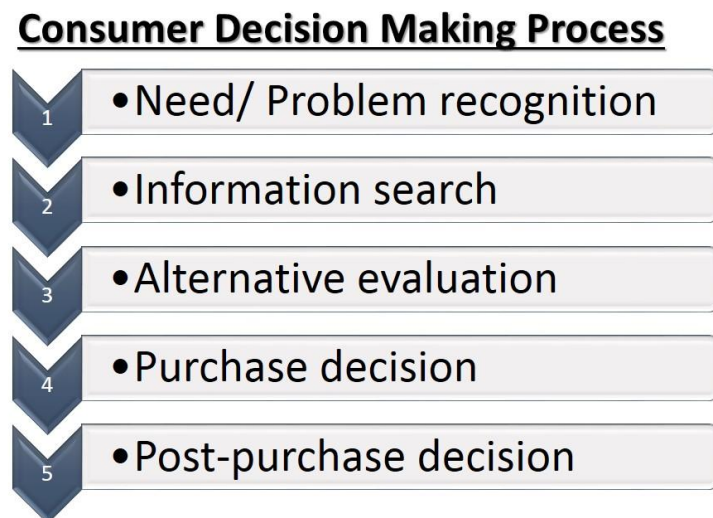 Consumer Decision Making Process
1 •Need/ Problem recognition
2 •Information search
3 •Alternative evaluation
4 •Purchase decision
5 •Post-purchase decision